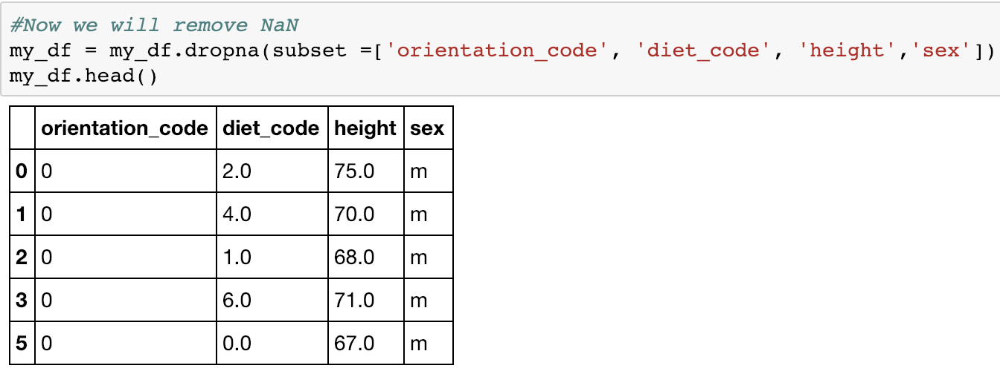 #Now we will remove NaN
my_df = my_df.dropna(subset =['orientation_code', 'diet_code', 'height','sex'])
my_df.head()
orientation_code diet_code height sex
0 0 2.0 75.0 m
1 0 4.0 70.0 m
2 0 1.0 68.0 m
3 0 6.0 71.0 m
5 0 0.0 67.0 m